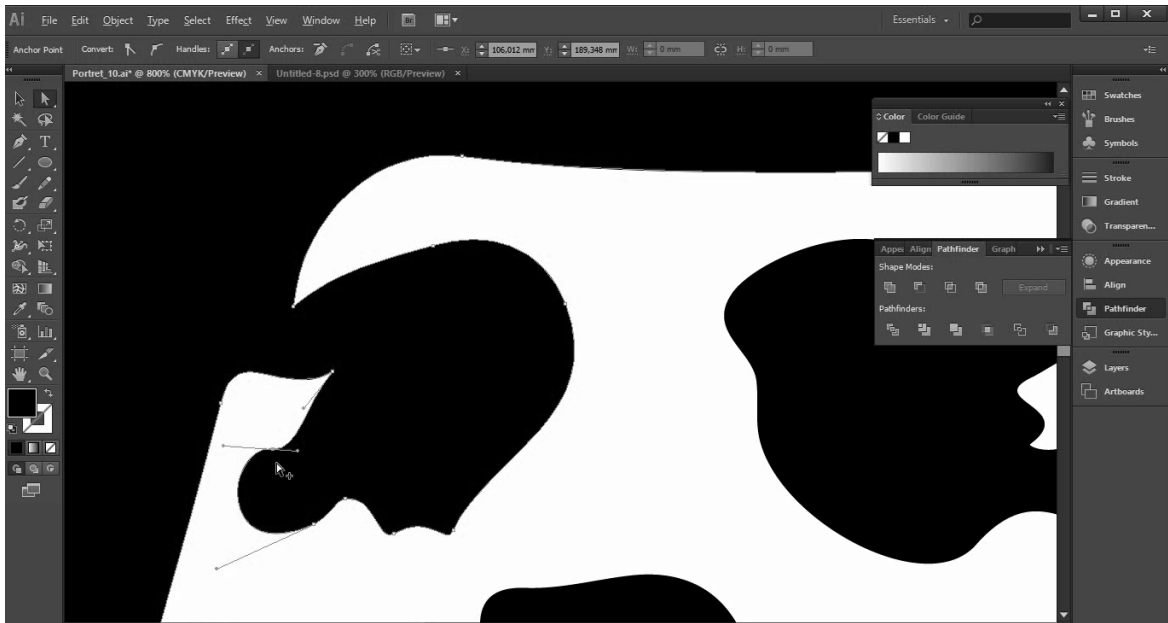 Ai File Edit Object Type Select Effect View Window Help Br Essentials
Anchor Point Convert: Handles: Anchors: X: 106,012 mm Y: 189,348 mm W: 0 mm H: 0 mm
Portret_10.ai* @ 800% (CMYK/Preview) × Untitled-8.psd @ 300% (RGB/Preview) ×
Color Color Guide
Appea Align Pathfinder Graph
Shape Modes:
Expand
Pathfinders:
Swatches
Brushes
Symbols
Stroke
Gradient
Transparen...
Appearance
Align
Pathfinder
Graphic Sty...
Layers
Artboards